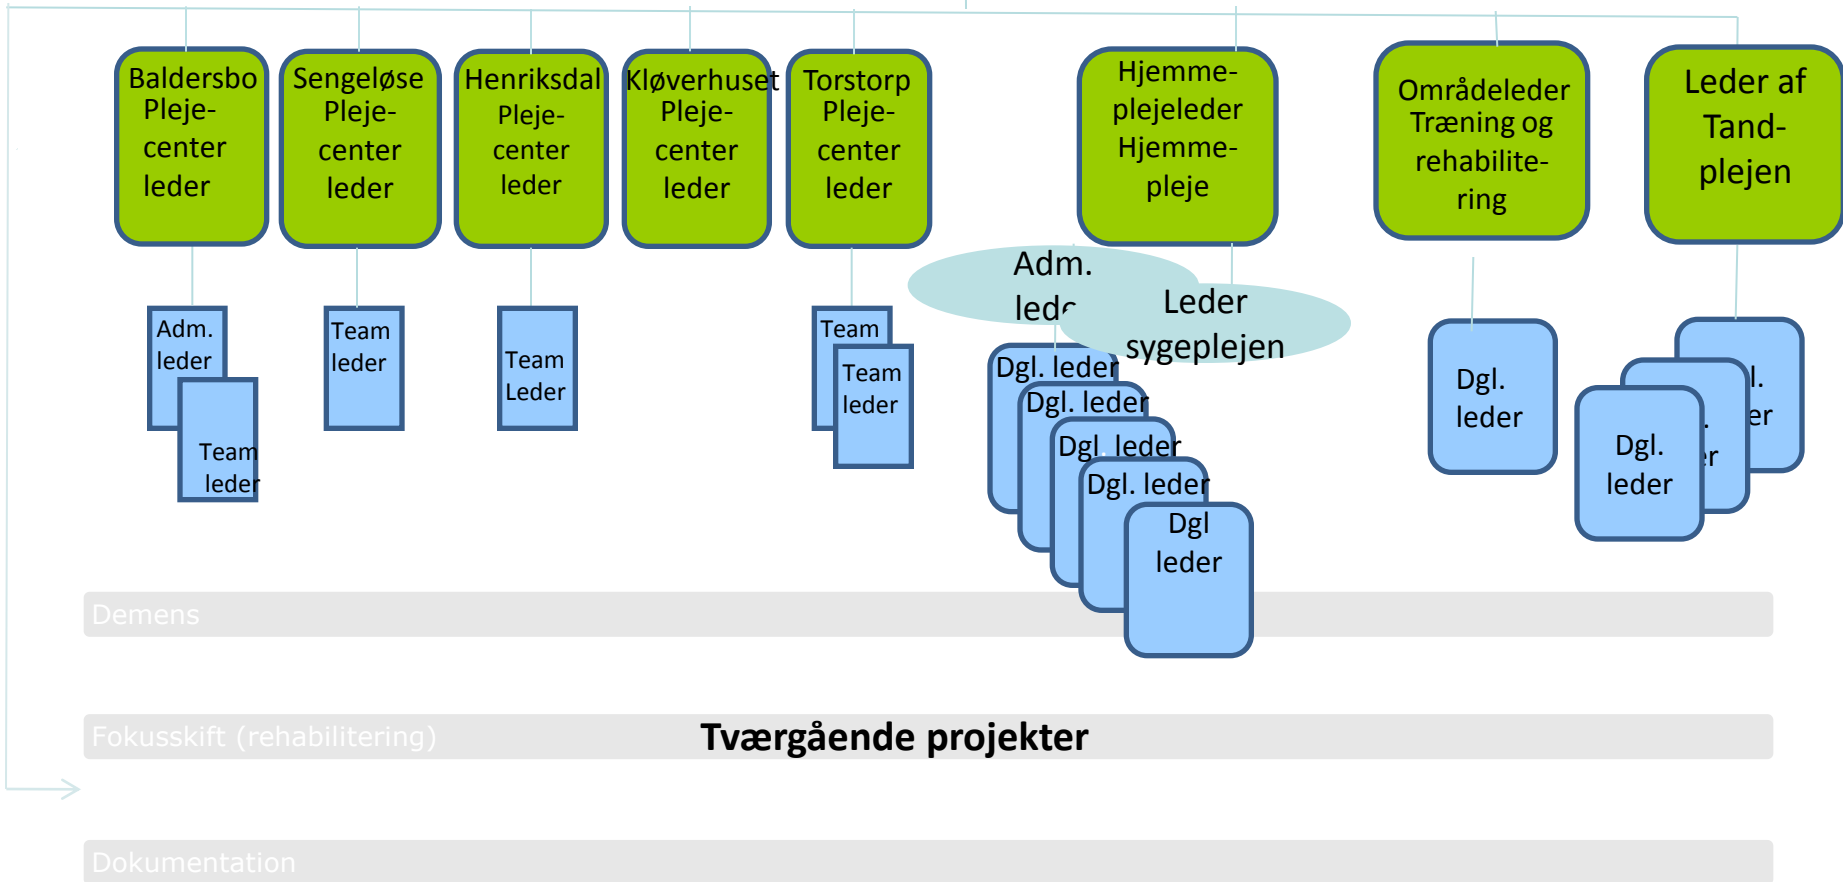 Baldersbo
Pleje-
center
leder
Sengeløse
Pleje-
center
leder
Henriksdal
Pleje-
center
leder
Kløverhuset
Pleje-
center
leder
Torstorp
Pleje-
center
leder
Hjemme-
plejeleder
Hjemme-
pleje
Områdeleder
Træning og
rehabilite-
ring
Leder af
Tand-
plejen
Adm.
leder
Team
leder
Team
leder
Team
Leder
Team
Team
leder
Adm.
Leder
sygeplejen
Dgl. leder
Dgl. leder
Dgl. leder
Dgl. leder
Dgl
leder
Dgl.
leder
Dgl.
leder
Demens
Fokusskift (rehabilitering)
Tværgående projekter
Dokumentation